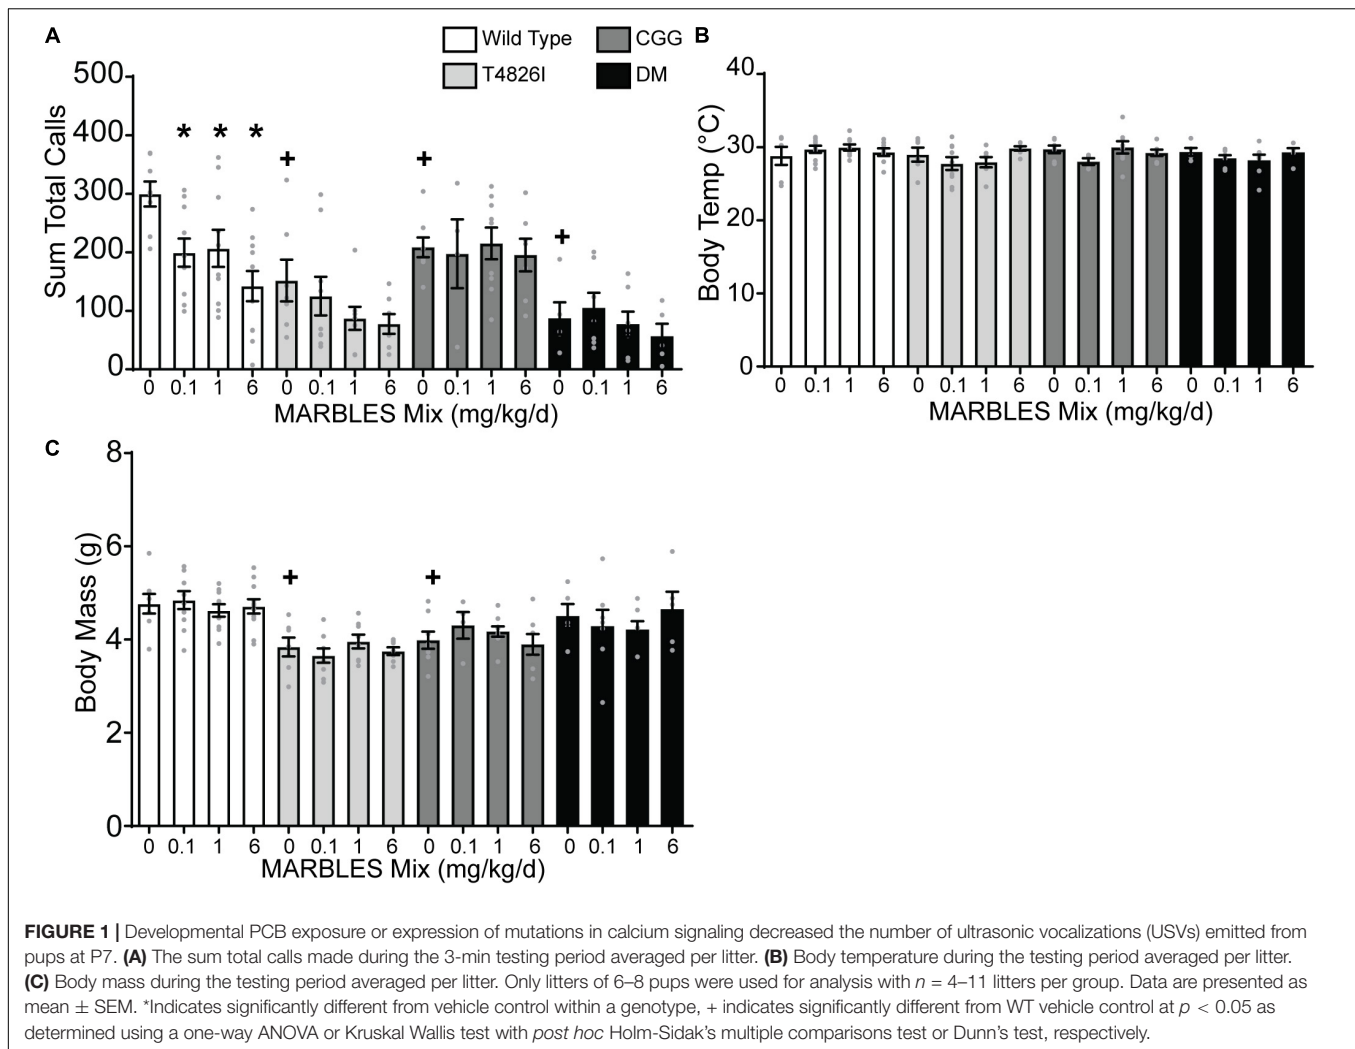 A
Wild Type
CGG
T4826I
DM
500
400
300
200
100
0
Sum Total Calls
* * *
+
+
+
0 0.1 1 6 0 0.1 1 6 0 0.1 1 6 0 0.1 1 6
MARBLES Mix (mg/kg/d)
B
40
30
20
10
0
Body Temp (°C)
0 0.1 1 6 0 0.1 1 6 0 0.1 1 6 0 0.1 1 6
MARBLES Mix (mg/kg/d)
C
8
6
4
2
0
Body Mass (g)
+ +
0 0.1 1 6 0 0.1 1 6 0 0.1 1 6 0 0.1 1 6
MARBLES Mix (mg/kg/d)
FIGURE 1 | Developmental PCB exposure or expression of mutations in calcium signaling decreased the number of ultrasonic vocalizations (USVs) emitted from
pups at P7. (A) The sum total calls made during the 3-min testing period averaged per litter. (B) Body temperature during the testing period averaged per litter.
(C) Body mass during the testing period averaged per litter. Only litters of 6–8 pups were used for analysis with n = 4–11 litters per group. Data are presented as
mean ± SEM. *Indicates significantly different from vehicle control within a genotype, + indicates significantly different from WT vehicle control at p < 0.05 as
determined using a one-way ANOVA or Kruskal Wallis test with post hoc Holm-Sidak's multiple comparisons test or Dunn's test, respectively.